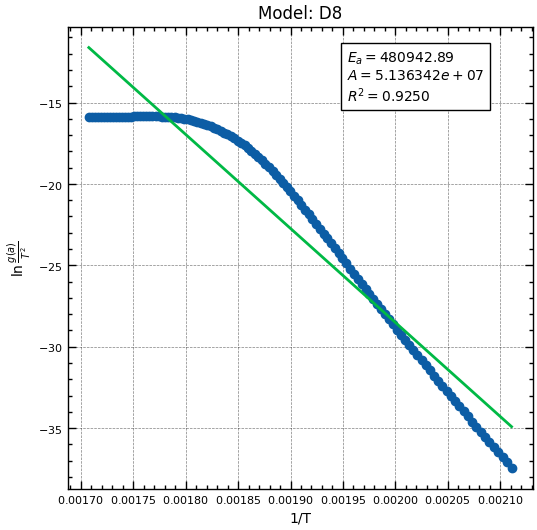 Model: D8
E_a = 480942.89
A = 5.136342e + 07
R^2 = 0.9250
ln g(a)/T^2
−15
−20
−25
−30
−35
0.00170 0.00175 0.00180 0.00185 0.00190 0.00195 0.00200 0.00205 0.00210
1/T